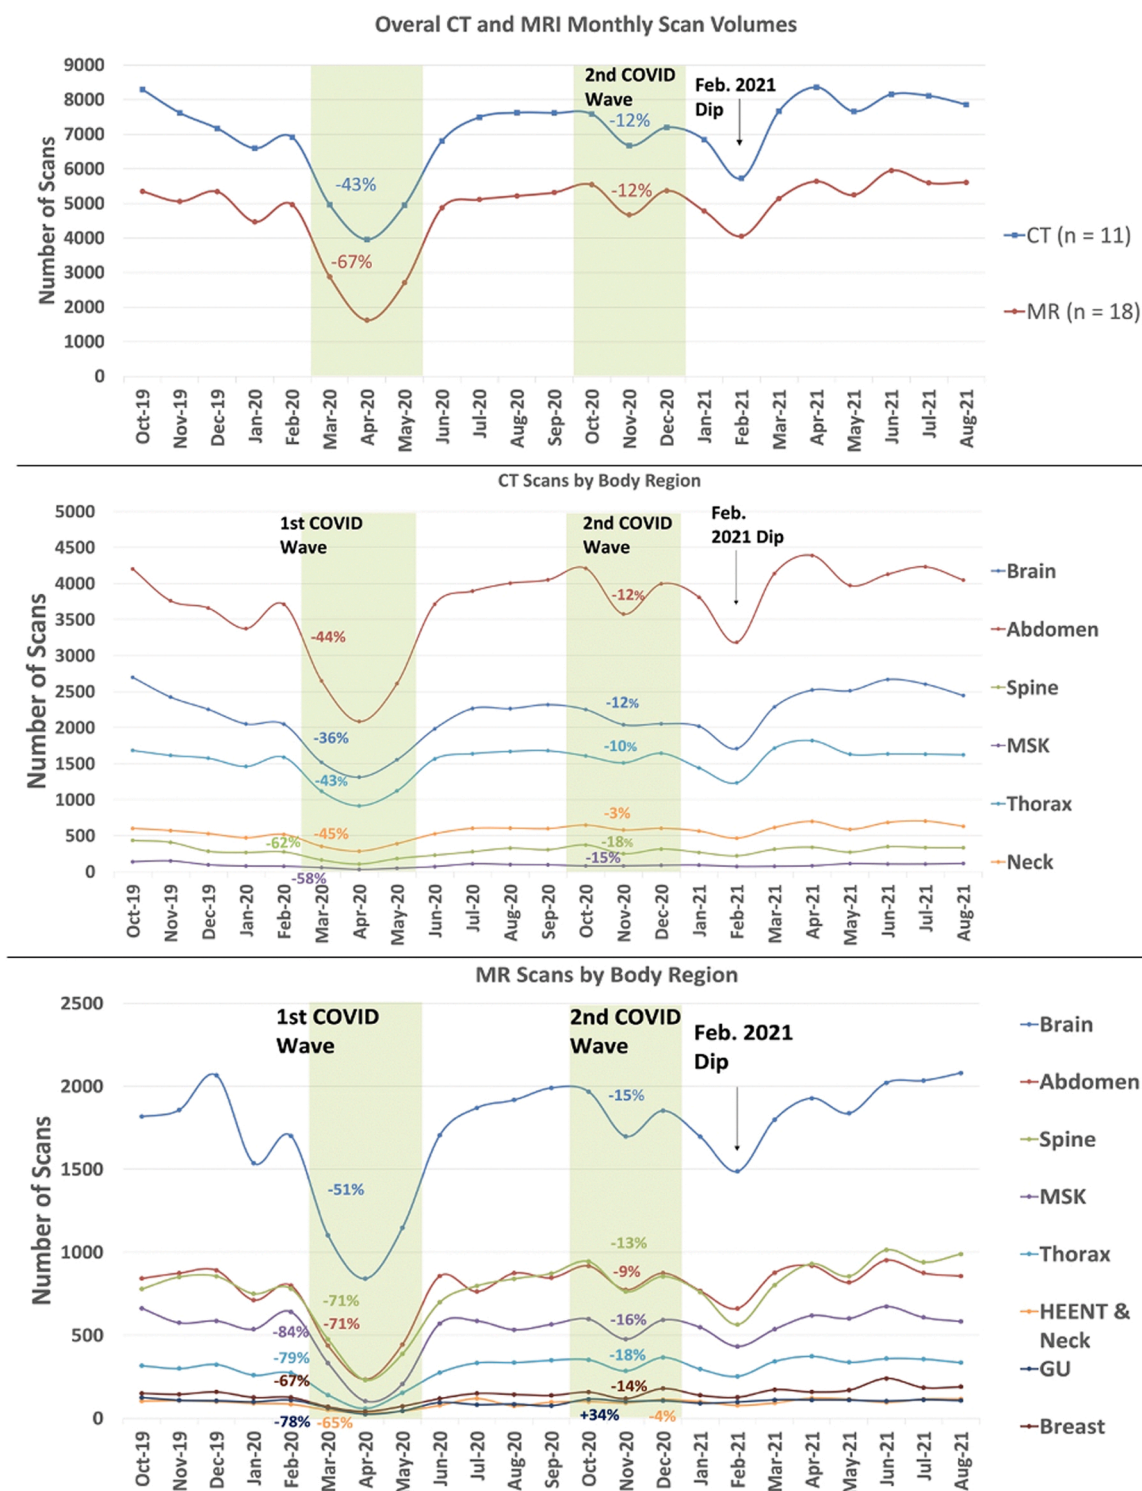 Overal CT and MRI Monthly Scan Volumes
9000
8000
7000
6000
5000
4000
3000
2000
1000
0
Number of Scans
2nd COVID
Wave
Feb. 2021
Dip
-43%
-67%
-12%
-12%
CT (n = 11)
MR (n = 18)
Oct-19
Nov-19
Dec-19
Jan-20
Feb-20
Mar-20
Apr-20
May-20
Jun-20
Jul-20
Aug-20
Sep-20
Oct-20
Nov-20
Dec-20
Jan-21
Feb-21
Mar-21
Apr-21
May-21
Jun-21
Jul-21
Aug-21
CT Scans by Body Region
5000
4500
4000
3500
3000
2500
2000
1500
1000
500
0
Number of Scans
1st COVID
Wave
2nd COVID
Wave
Feb.
2021 Dip
-44%
-36%
-43%
-45%
-62%
-58%
-12%
-12%
-10%
-3%
-18%
-15%
Brain
Abdomen
Spine
MSK
Thorax
Neck
Oct-19
Nov-19
Dec-19
Jan-20
Feb-20
Mar-20
Apr-20
May-20
Jun-20
Jul-20
Aug-20
Sep-20
Oct-20
Nov-20
Dec-20
Jan-21
Feb-21
Mar-21
Apr-21
May-21
Jun-21
Jul-21
Aug-21
MR Scans by Body Region
2500
2000
1500
1000
500
0
Number of Scans
1st COVID
Wave
2nd COVID
Wave
Feb. 2021
Dip
-51%
-71%
-71%
-84%
-79%
-67%
-78%
-65%
-15%
-13%
-9%
-16%
-18%
-14%
+34%
-4%
Brain
Abdomen
Spine
MSK
Thorax
HEENT &
Neck
GU
Breast
Oct-19
Nov-19
Dec-19
Jan-20
Feb-20
Mar-20
Apr-20
May-20
Jun-20
Jul-20
Aug-20
Sep-20
Oct-20
Nov-20
Dec-20
Jan-21
Feb-21
Mar-21
Apr-21
May-21
Jun-21
Jul-21
Aug-21